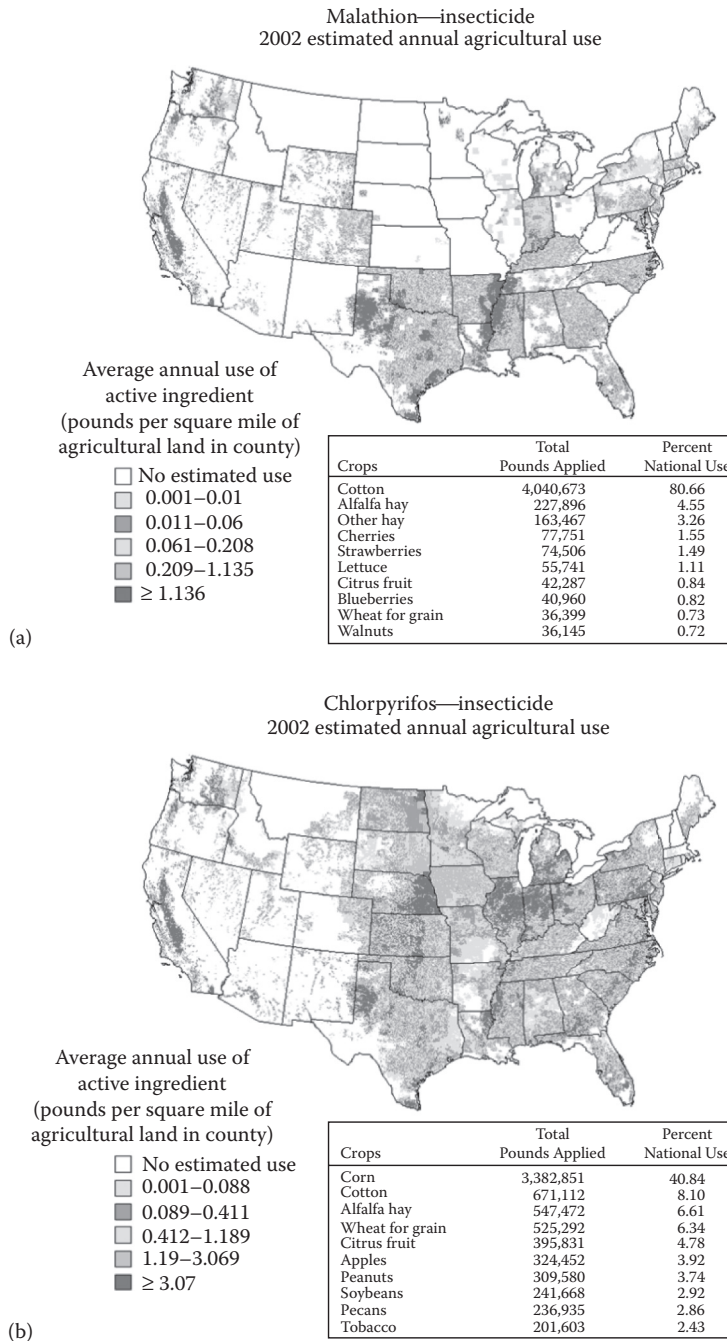 Malathion—insecticide
2002 estimated annual agricultural use
Average annual use of
active ingredient
(pounds per square mile of
agricultural land in county)
No estimated use
0.001–0.01
0.011–0.06
0.061–0.208
0.209–1.135
≥ 1.136
Crops Total Pounds Applied Percent National Use
Cotton 4,040,673 80.66
Alfalfa hay 227,896 4.55
Other hay 163,467 3.26
Cherries 77,751 1.55
Strawberries 74,506 1.49
Lettuce 55,741 1.11
Citrus fruit 42,287 0.84
Blueberries 40,960 0.82
Wheat for grain 36,399 0.73
Walnuts 36,145 0.72
(a)
Chlorpyrifos—insecticide
2002 estimated annual agricultural use
Average annual use of
active ingredient
(pounds per square mile of
agricultural land in county)
No estimated use
0.001–0.088
0.089–0.411
0.412–1.189
1.19–3.069
≥ 3.07
Crops Total Pounds Applied Percent National Use
Corn 3,382,851 40.84
Cotton 671,112 8.10
Alfalfa hay 547,472 6.61
Wheat for grain 525,292 6.34
Citrus fruit 395,831 4.78
Apples 324,452 3.92
Peanuts 309,580 3.74
Soybeans 241,668 2.92
Pecans 236,935 2.86
Tobacco 201,603 2.43
(b)